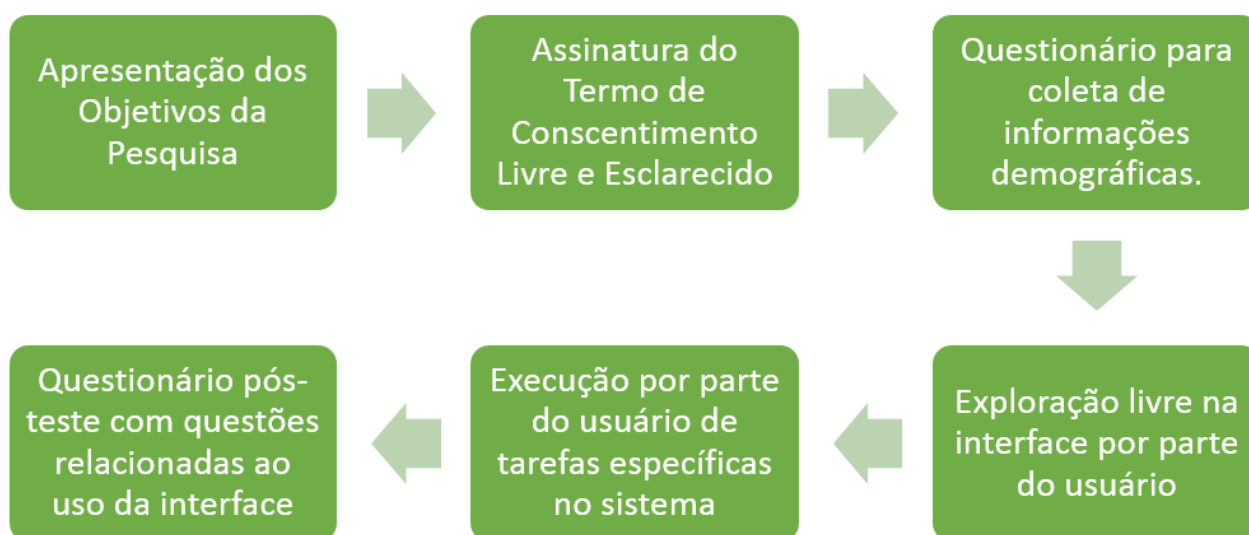 Apresentação dos
Objetivos da
Pesquisa
Assinatura do
Termo de
Conscentimento
Livre e Esclarecido
Questionário para
coleta de
informações
demográficas.
Exploração livre na
interface por parte
do usuário
Execução por parte
do usuário de
tarefas específicas
no sistema
Questionário pós-
teste com questões
relacionadas ao
uso da interface